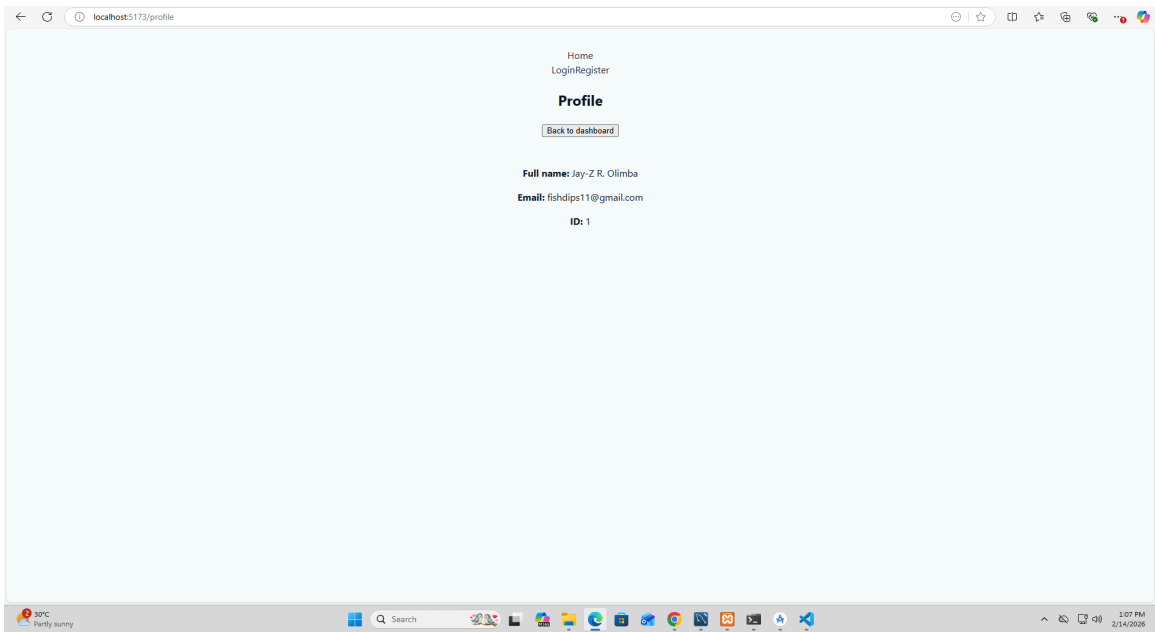 localhost:5173/profile
Home
LoginRegister
Profile
Back to dashboard
Full name: Jay-Z R. Olimba
Email: fishdips11@gmail.com
ID: 1
2
30°C
Partly sunny
Search
1:07 PM
2/14/2026